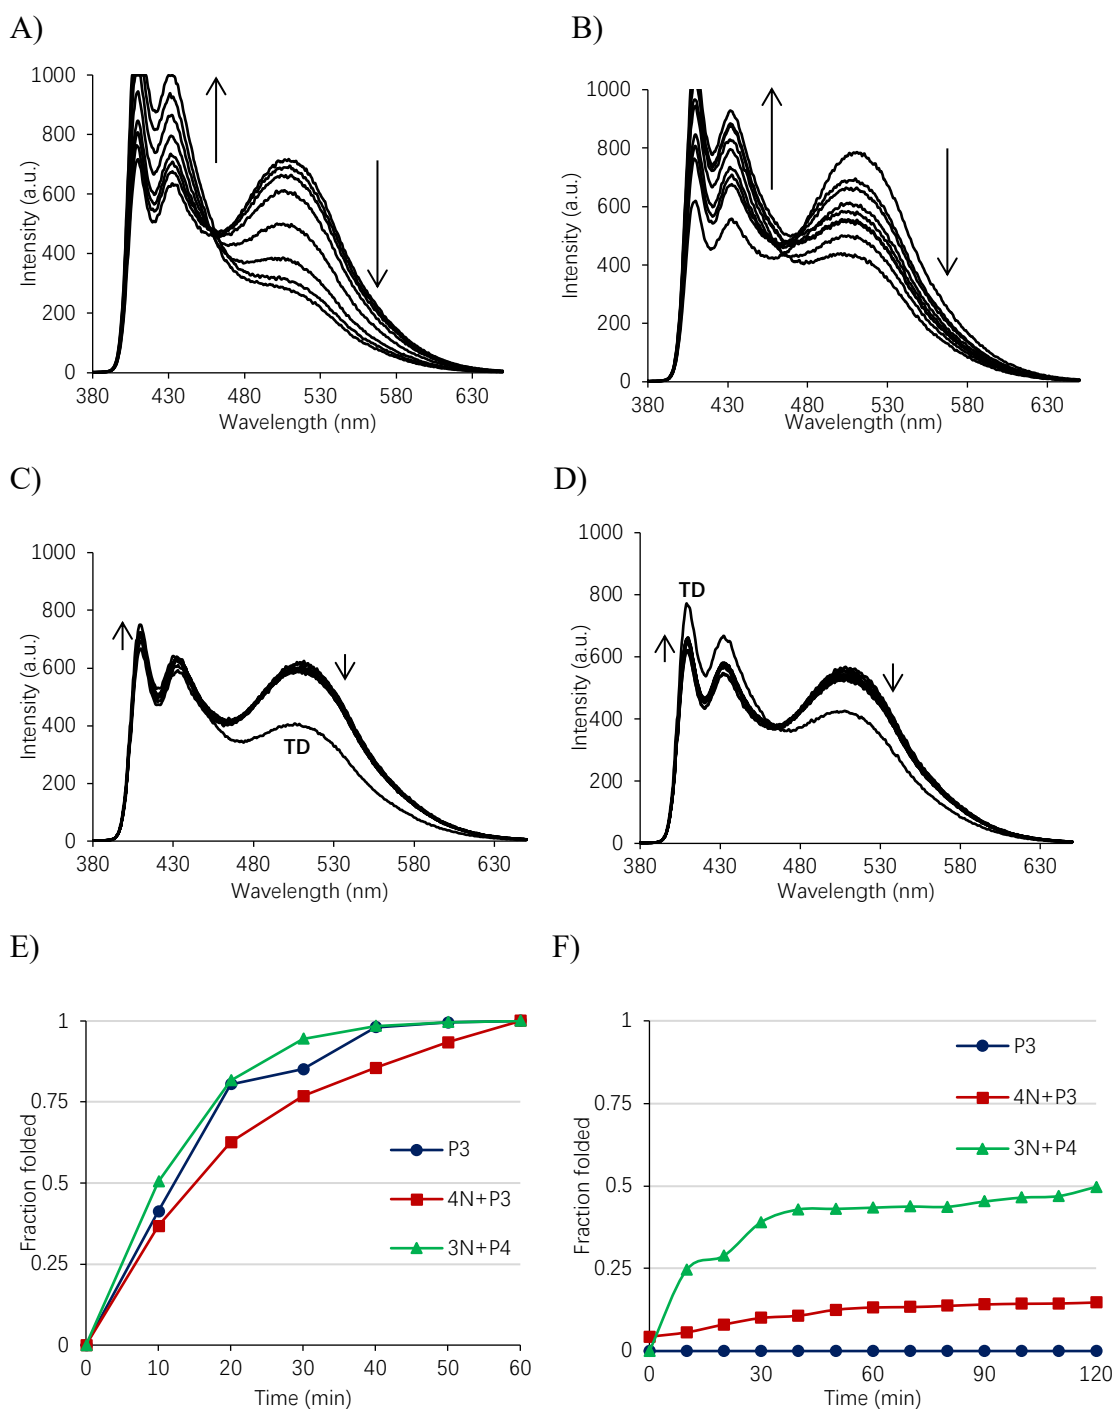 A)
B)
1000
800
600
400
200
0
380
430
480
530
580
630
Intensity (a.u.)
Wavelength (nm)
1000
800
600
400
200
0
380
430
480
530
580
630
Intensity (a.u.)
Wavelength (nm)
C)
D)
1000
800
600
400
200
0
380
430
480
530
580
630
Intensity (a.u.)
Wavelength (nm)
TD
1000
800
600
400
200
0
380
430
480
530
580
630
Intensity (a.u.)
Wavelength (nm)
TD
E)
F)
1
0.75
0.5
0.25
0
0
10
20
30
40
50
60
Fraction folded
Time (min)
P3
4N+P3
3N+P4
1
0.75
0.5
0.25
0
0
30
60
90
120
Fraction folded
Time (min)
P3
4N+P3
3N+P4